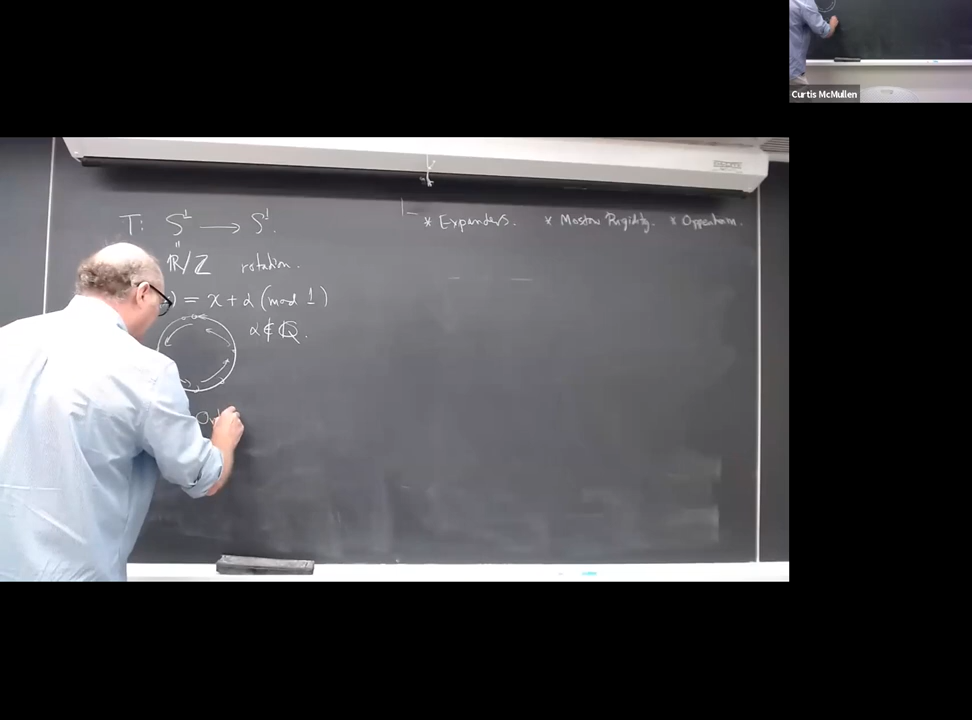 T: S¹ → S¹.
* Expanders. * Mostow Rigidity. * Oppenheim.
=
ℝ/ℤ rotation.
) = x + α (mod 1)
α ∉ ℚ.
Curtis McMullen